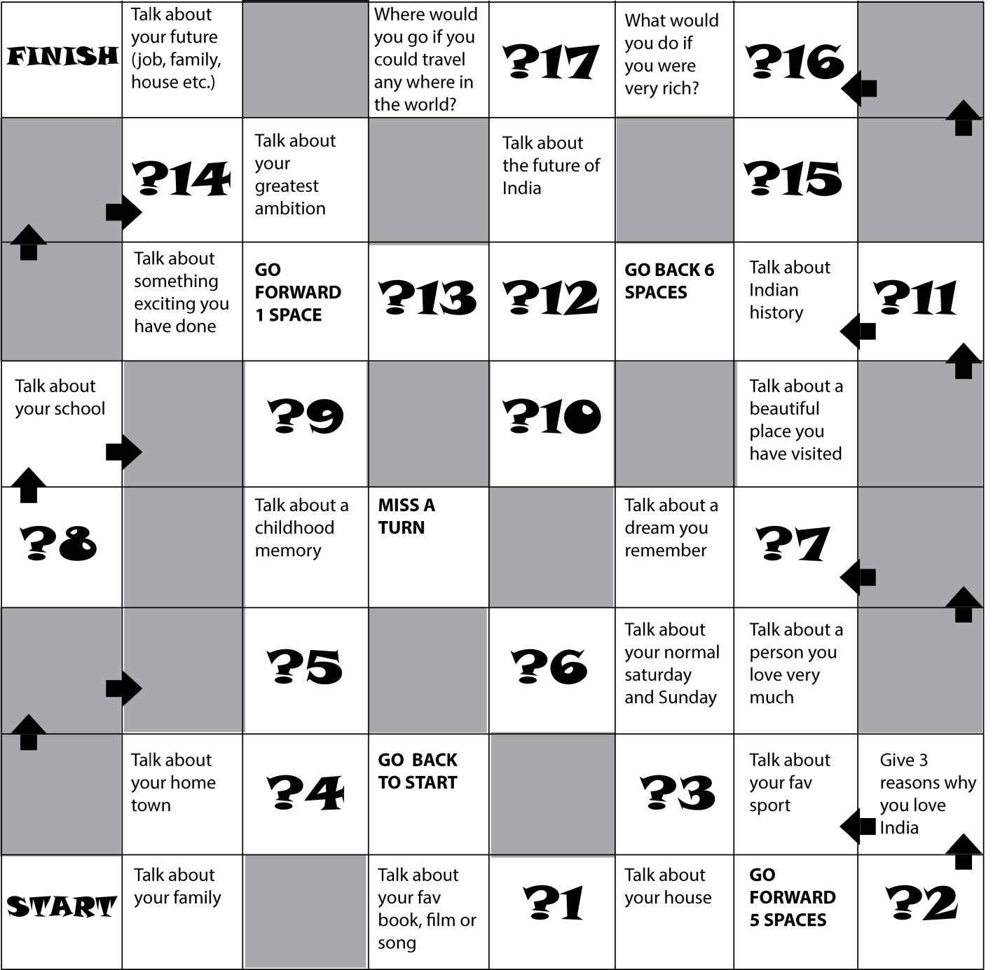 FINISH
Talk about
your future
(job, family,
house etc.)
Where would
you go if you
could travel
any where in
the world?
?17
What would
you do if
you were
very rich?
?16
?14
Talk about
your
greatest
ambition
Talk about
the future of
India
?15
Talk about
something
exciting you
have done
GO
FORWARD
1 SPACE
?13
?12
GO BACK 6
SPACES
Talk about
Indian
history
?11
Talk about
your school
?9
?10
Talk about a
beautiful
place you
have visited
?8
Talk about a
childhood
memory
MISS A
TURN
Talk about a
dream you
remember
?7
?5
?6
Talk about
your normal
saturday
and Sunday
Talk about a
person you
love very
much
Talk about
your home
town
?4
GO BACK
TO START
?3
Talk about
your fav
sport
Give 3
reasons why
you love
India
START
Talk about
your family
Talk about
your fav
book, film or
song
?1
Talk about
your house
GO
FORWARD
5 SPACES
?2